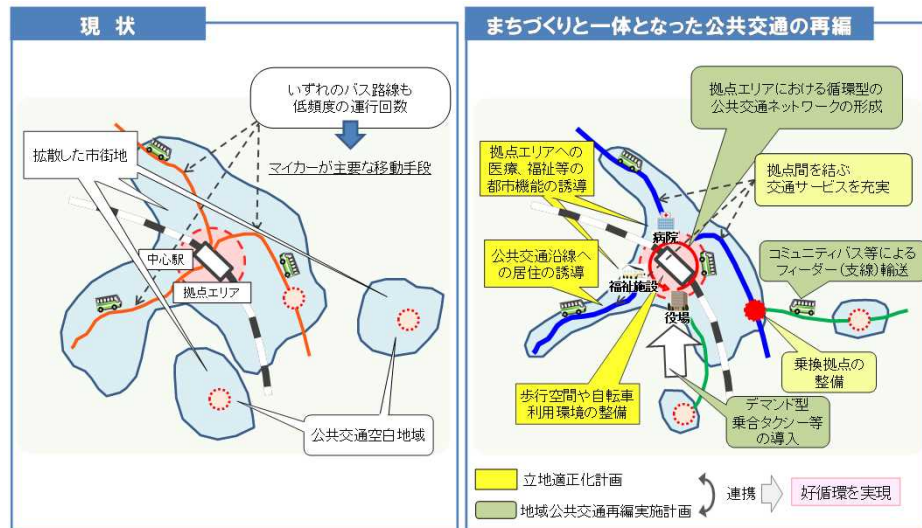 現 状
いずれのバス路線も
低頻度の運行回数
マイカーが主要な移動手段
拡散した市街地
中心駅
拠点エリア
公共交通空白地域
まちづくりと一体となった公共交通の再編
拠点エリアにおける循環型の
公共交通ネットワークの形成
拠点エリアへの
医療、福祉等の
都市機能の誘導
拠点間を結ぶ
交通サービスを充実
病院
公共交通沿線へ
の居住の誘導
福祉施設
コミュニティバス等による
フィーダー(支線)輸送
役場
乗換拠点の
整備
歩行空間や自転車
利用環境の整備
デマンド型
乗合タクシー等
の導入
立地適正化計画
地域公共交通再編実施計画
連携
好循環を実現